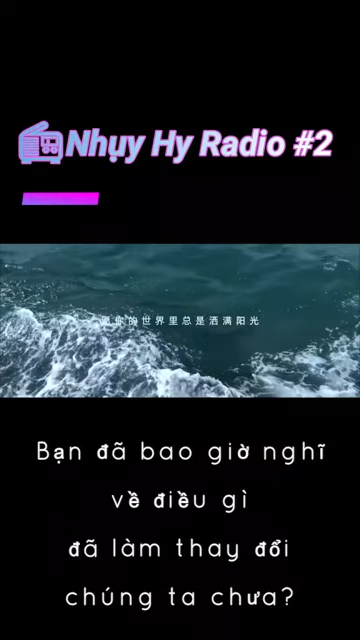 Nhụy Hy Radio #2
愿你的世界里总是洒满阳光
Bạn đã bao giờ nghĩ
về điều gì
đã làm thay đổi
chúng ta chưa?